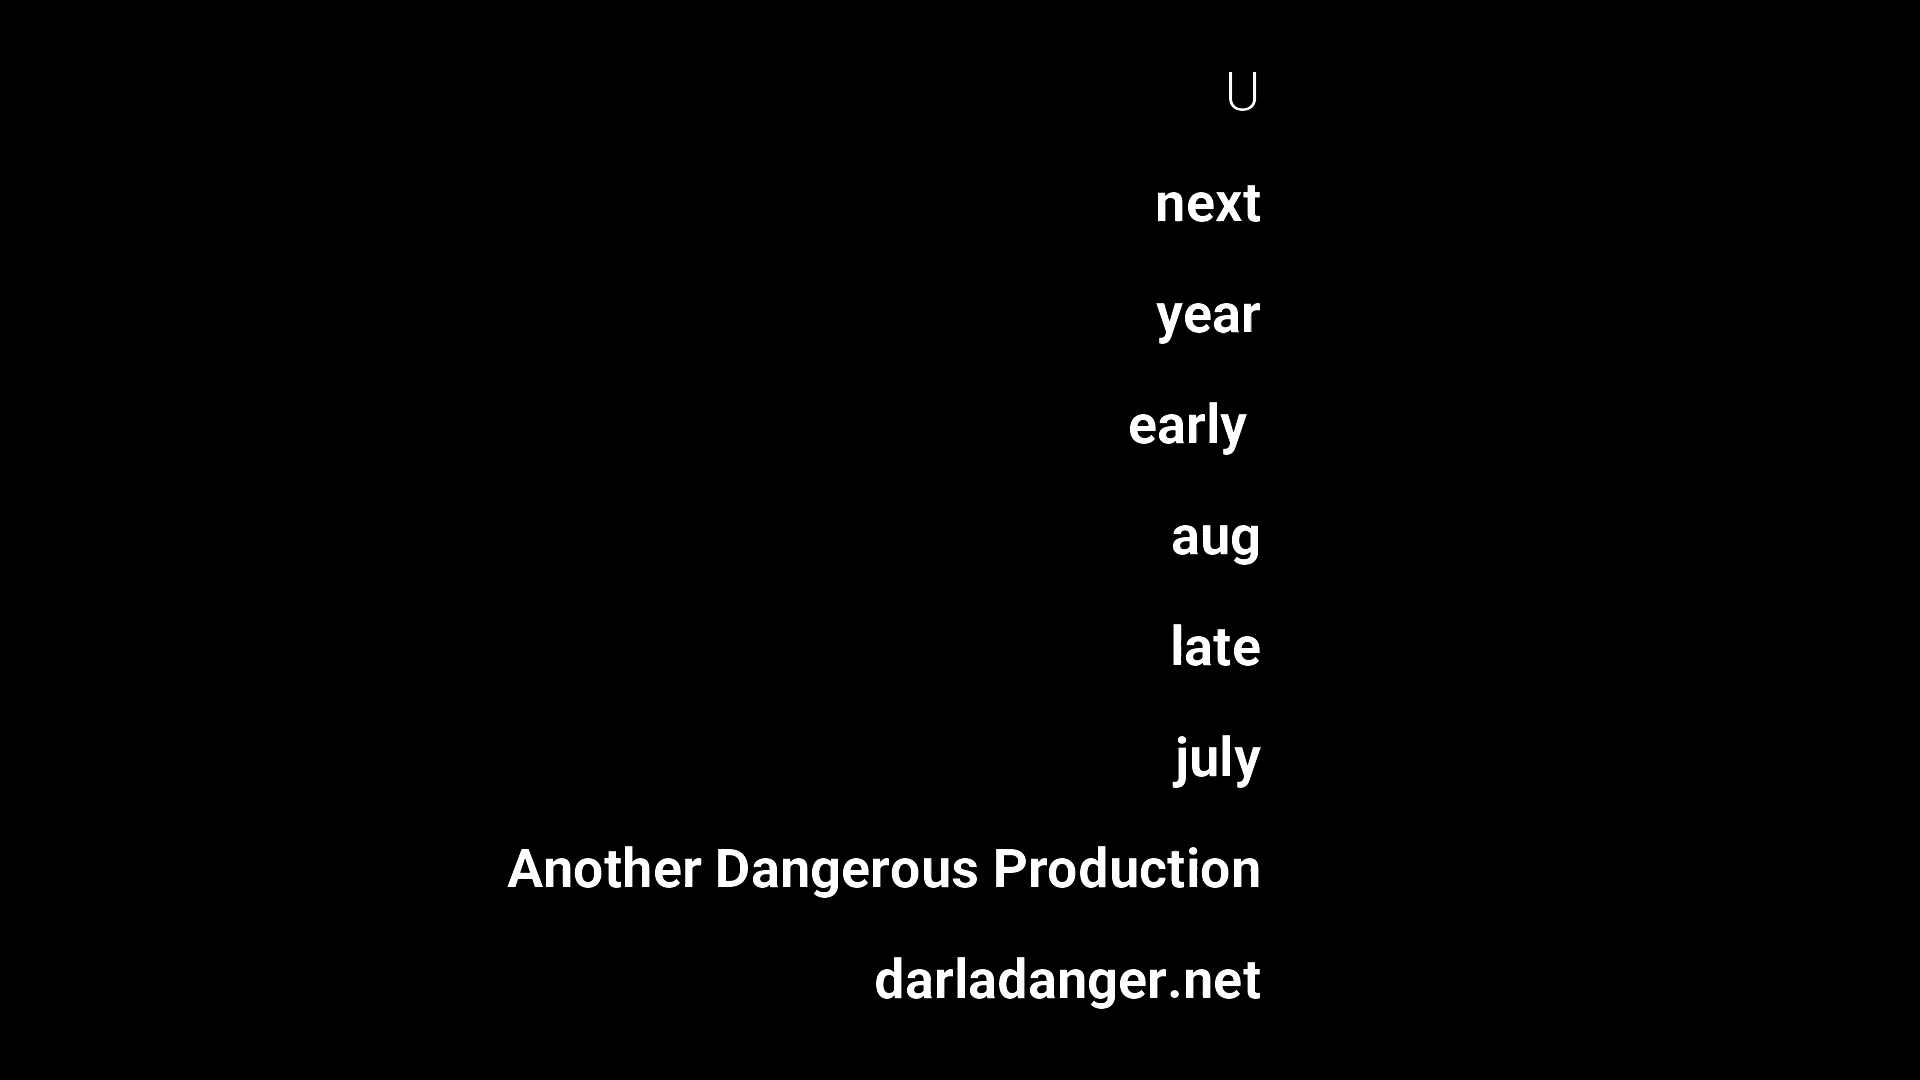 U
next
year
early
aug
late
july
Another Dangerous Production
darladanger.net